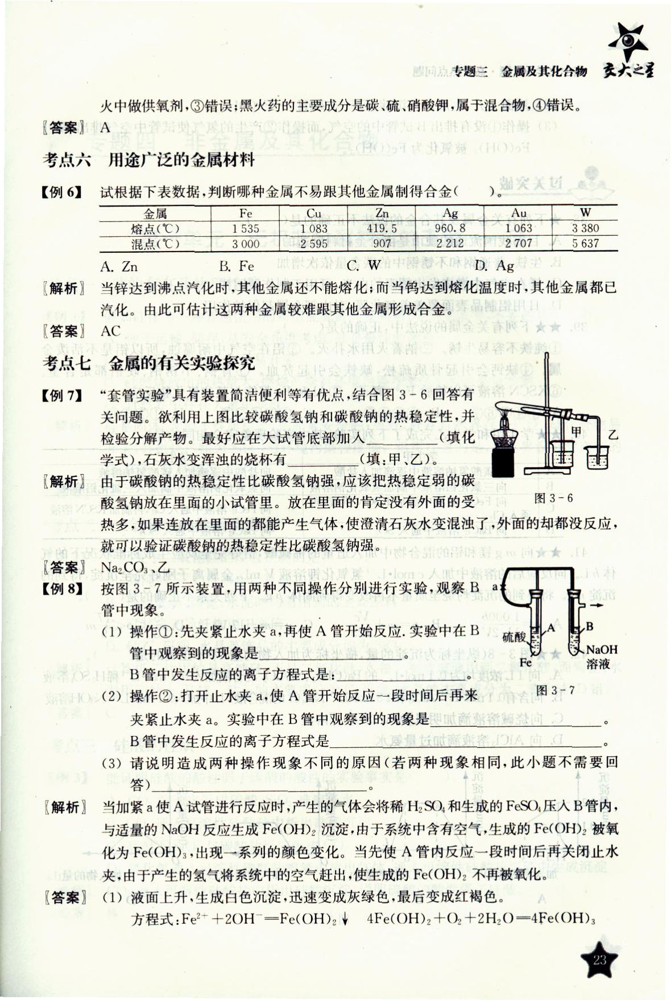 专题三 金属及其化合物 交大之星
火中做供氧剂,③错误;黑火药的主要成分是碳、硫、硝酸钾,属于混合物,④错误。
〖答案〗 A
考点六 用途广泛的金属材料
【例 6】 试根据下表数据,判断哪种金属不易跟其他金属制得合金( )。
金属 Fe Cu Zn Ag Au W
熔点(℃) 1 535 1 083 419.5 960.8 1 063 3 380
混点(℃) 3 000 2 595 907 2 212 2 707 5 637
A. Zn B. Fe C. W D. Ag
〖解析〗 当锌达到沸点汽化时,其他金属还不能熔化;而当钨达到熔化温度时,其他金属都已
汽化。由此可估计这两种金属较难跟其他金属形成合金。
〖答案〗 AC
考点七 金属的有关实验探究
【例 7】 “套管实验”具有装置简洁便利等有优点,结合图 3-6 回答有
关问题。欲利用上图比较碳酸氢钠和碳酸钠的热稳定性,并
检验分解产物。最好应在大试管底部加入________(填化
学式),石灰水变浑浊的烧杯有________(填:甲、乙)。
甲
乙
图 3-6
〖解析〗 由于碳酸钠的热稳定性比碳酸氢钠强,应该把热稳定弱的碳
酸氢钠放在里面的小试管里。放在里面的肯定没有外面的受
热多,如果连放在里面的都能产生气体,使澄清石灰水变混浊了,外面的却都没反应,
就可以验证碳酸钠的热稳定性比碳酸氢钠强。
〖答案〗 Na₂CO₃、乙
【例 8】 按图 3-7 所示装置,用两种不同操作分别进行实验,观察 B
管中现象。
(1) 操作①:先夹紧止水夹 a,再使 A 管开始反应. 实验中在 B
管中观察到的现象是________________。
B 管中发生反应的离子方程式是:________________。
(2) 操作②:打开止水夹 a,使 A 管开始反应一段时间后再来
夹紧止水夹 a。实验中在 B 管中观察到的现象是________________。
B 管中发生反应的离子方程式是________________。
(3) 请说明造成两种操作现象不同的原因(若两种现象相同,此小题不需要回
答)________________。
a
硫酸
A
B
Fe
NaOH
溶液
图 3-7
〖解析〗 当加紧 a 使 A 试管进行反应时,产生的气体会将稀 H₂SO₄ 和生成的 FeSO₄ 压入 B 管内,
与适量的 NaOH 反应生成 Fe(OH)₂ 沉淀,由于系统中含有空气,生成的 Fe(OH)₂ 被氧
化为 Fe(OH)₃,出现一系列的颜色变化。当先使 A 管内反应一段时间后再关闭止水
夹,由于产生的氢气将系统中的空气赶出,使生成的 Fe(OH)₂ 不再被氧化。
〖答案〗 (1) 液面上升,生成白色沉淀,迅速变成灰绿色,最后变成红褐色。
方程式:Fe²⁺+2OH⁻═Fe(OH)₂↓ 4Fe(OH)₂+O₂+2H₂O═4Fe(OH)₃
23